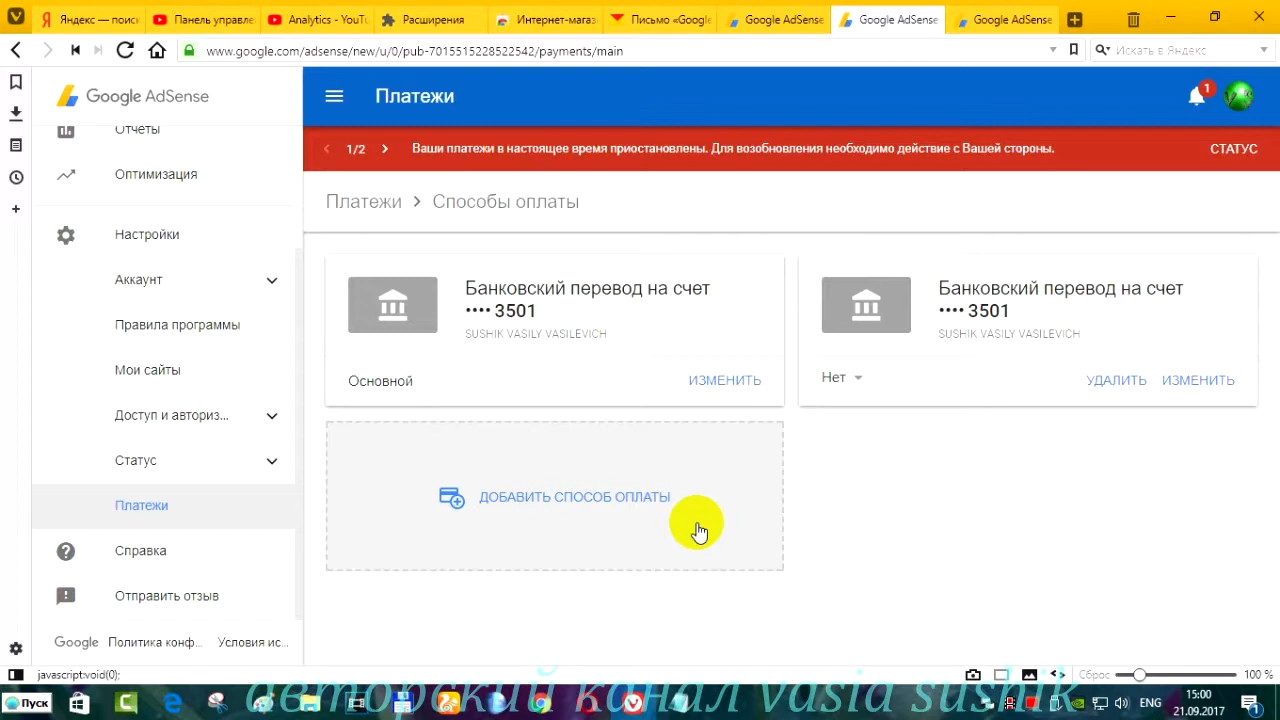 Яндекс — поис
Панель управле
Analytics - YouTu
Расширения
Интернет-магаз
Письмо «Google
Google AdSense
Google AdSense
Google AdSense
www.google.com/adsense/new/u/0/pub-7015515228522542/payments/main
Искать в Яндекс
Google AdSense
Платежи
1
Отчеты
1/2
Ваши платежи в настоящее время приостановлены. Для возобновления необходимо действие с Вашей стороны.
СТАТУС
Оптимизация
Платежи
Способы оплаты
Настройки
Аккаунт
Правила программы
Мои сайты
Доступ и авториз...
Статус
Платежи
Справка
Отправить отзыв
Google
Политика конф...
Условия ис...
Банковский перевод на счет
•••• 3501
SUSHIK VASILY VASILEVICH
Основной
ИЗМЕНИТЬ
Банковский перевод на счет
•••• 3501
SUSHIK VASILY VASILEVICH
Нет
УДАЛИТЬ
ИЗМЕНИТЬ
ДОБАВИТЬ СПОСОБ ОПЛАТЫ
javascript:void(0);
Сброс
100 %
авторский канал vasia sushik
Пуск
ENG
15:00
21.09.2017
1